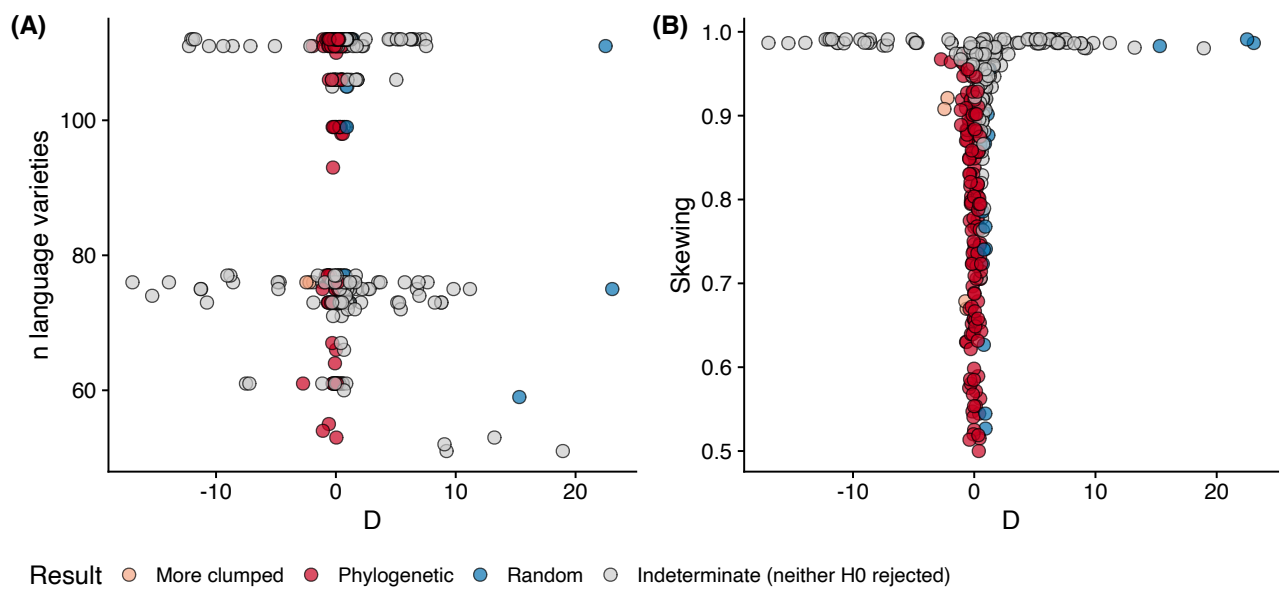 (A)
n language varieties
100
80
60
-10
0
10
20
D
(B)
Skewing
1.0
0.9
0.8
0.7
0.6
0.5
-10
0
10
20
D
Result More clumped Phylogenetic Random Indeterminate (neither H0 rejected)